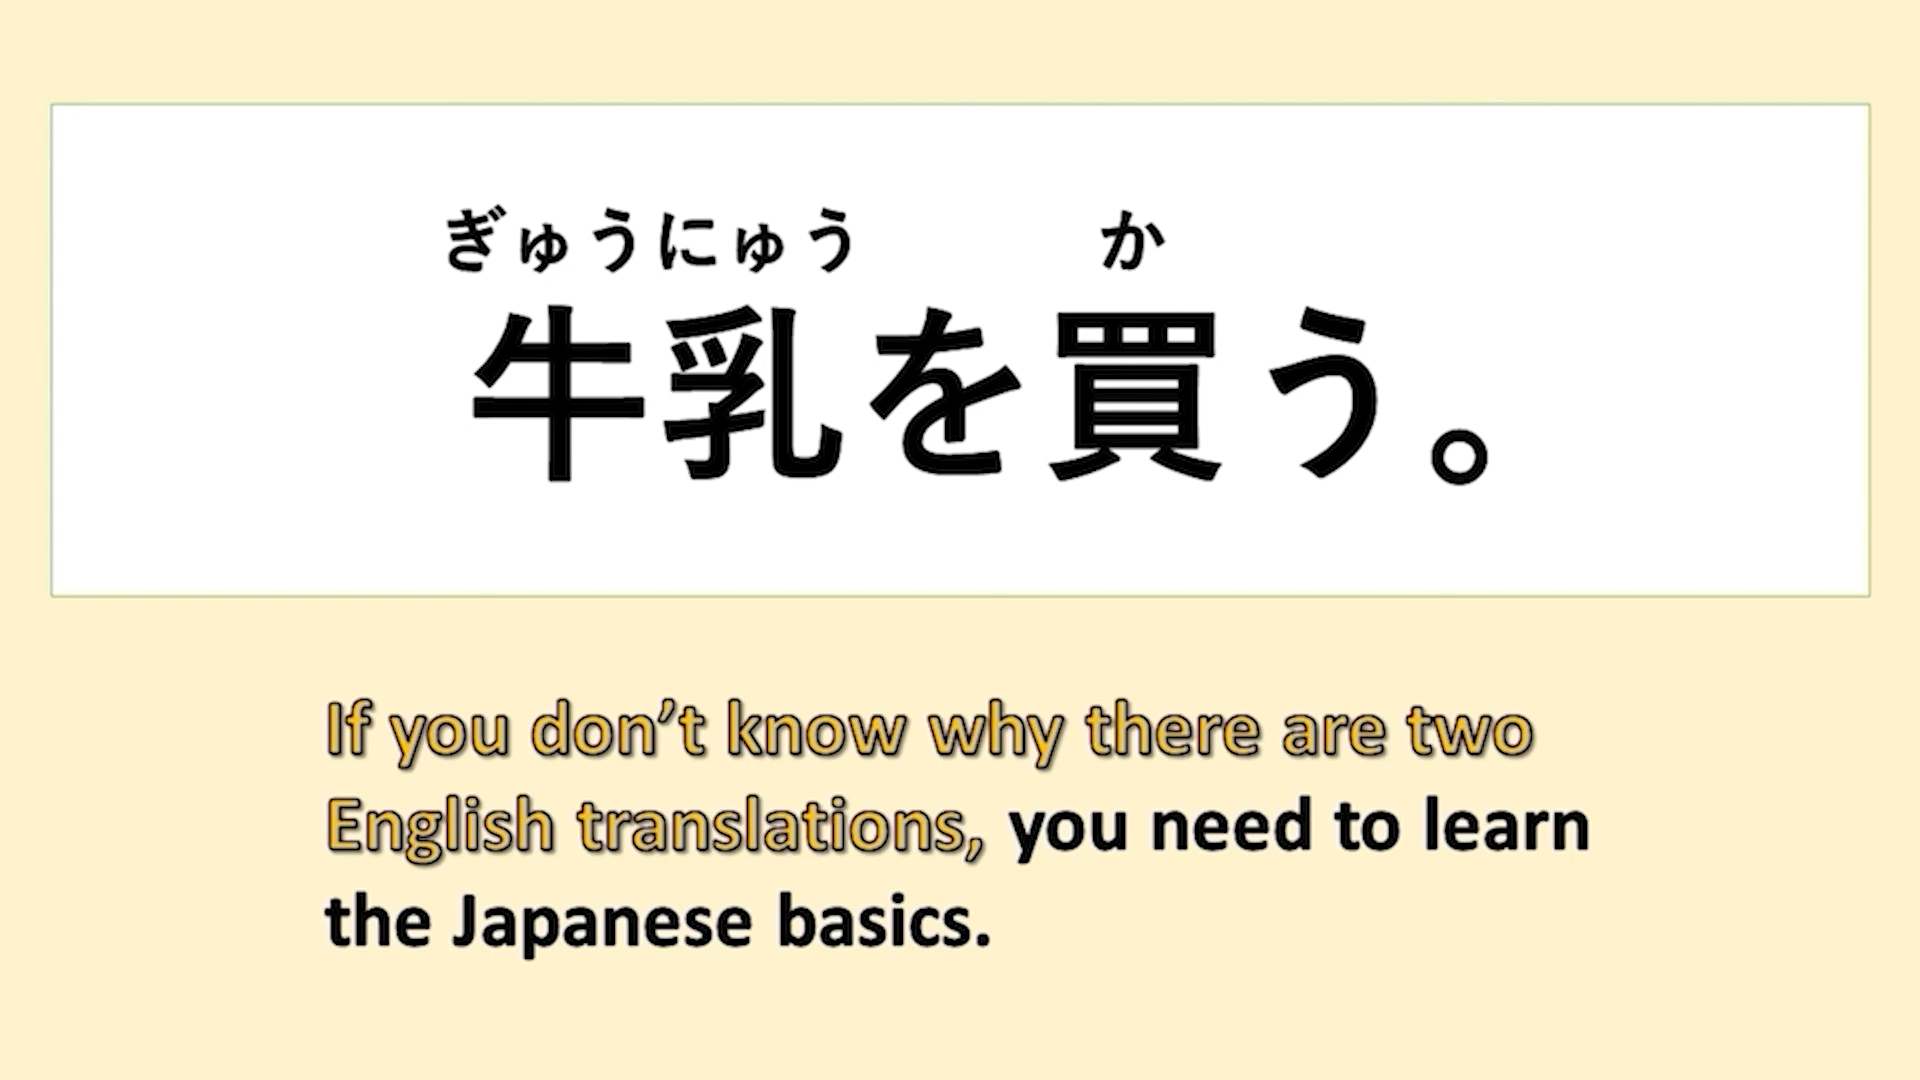 ぎゅうにゅう か
牛乳を買う。
If you don’t know why there are two
English translations, you need to learn
the Japanese basics.